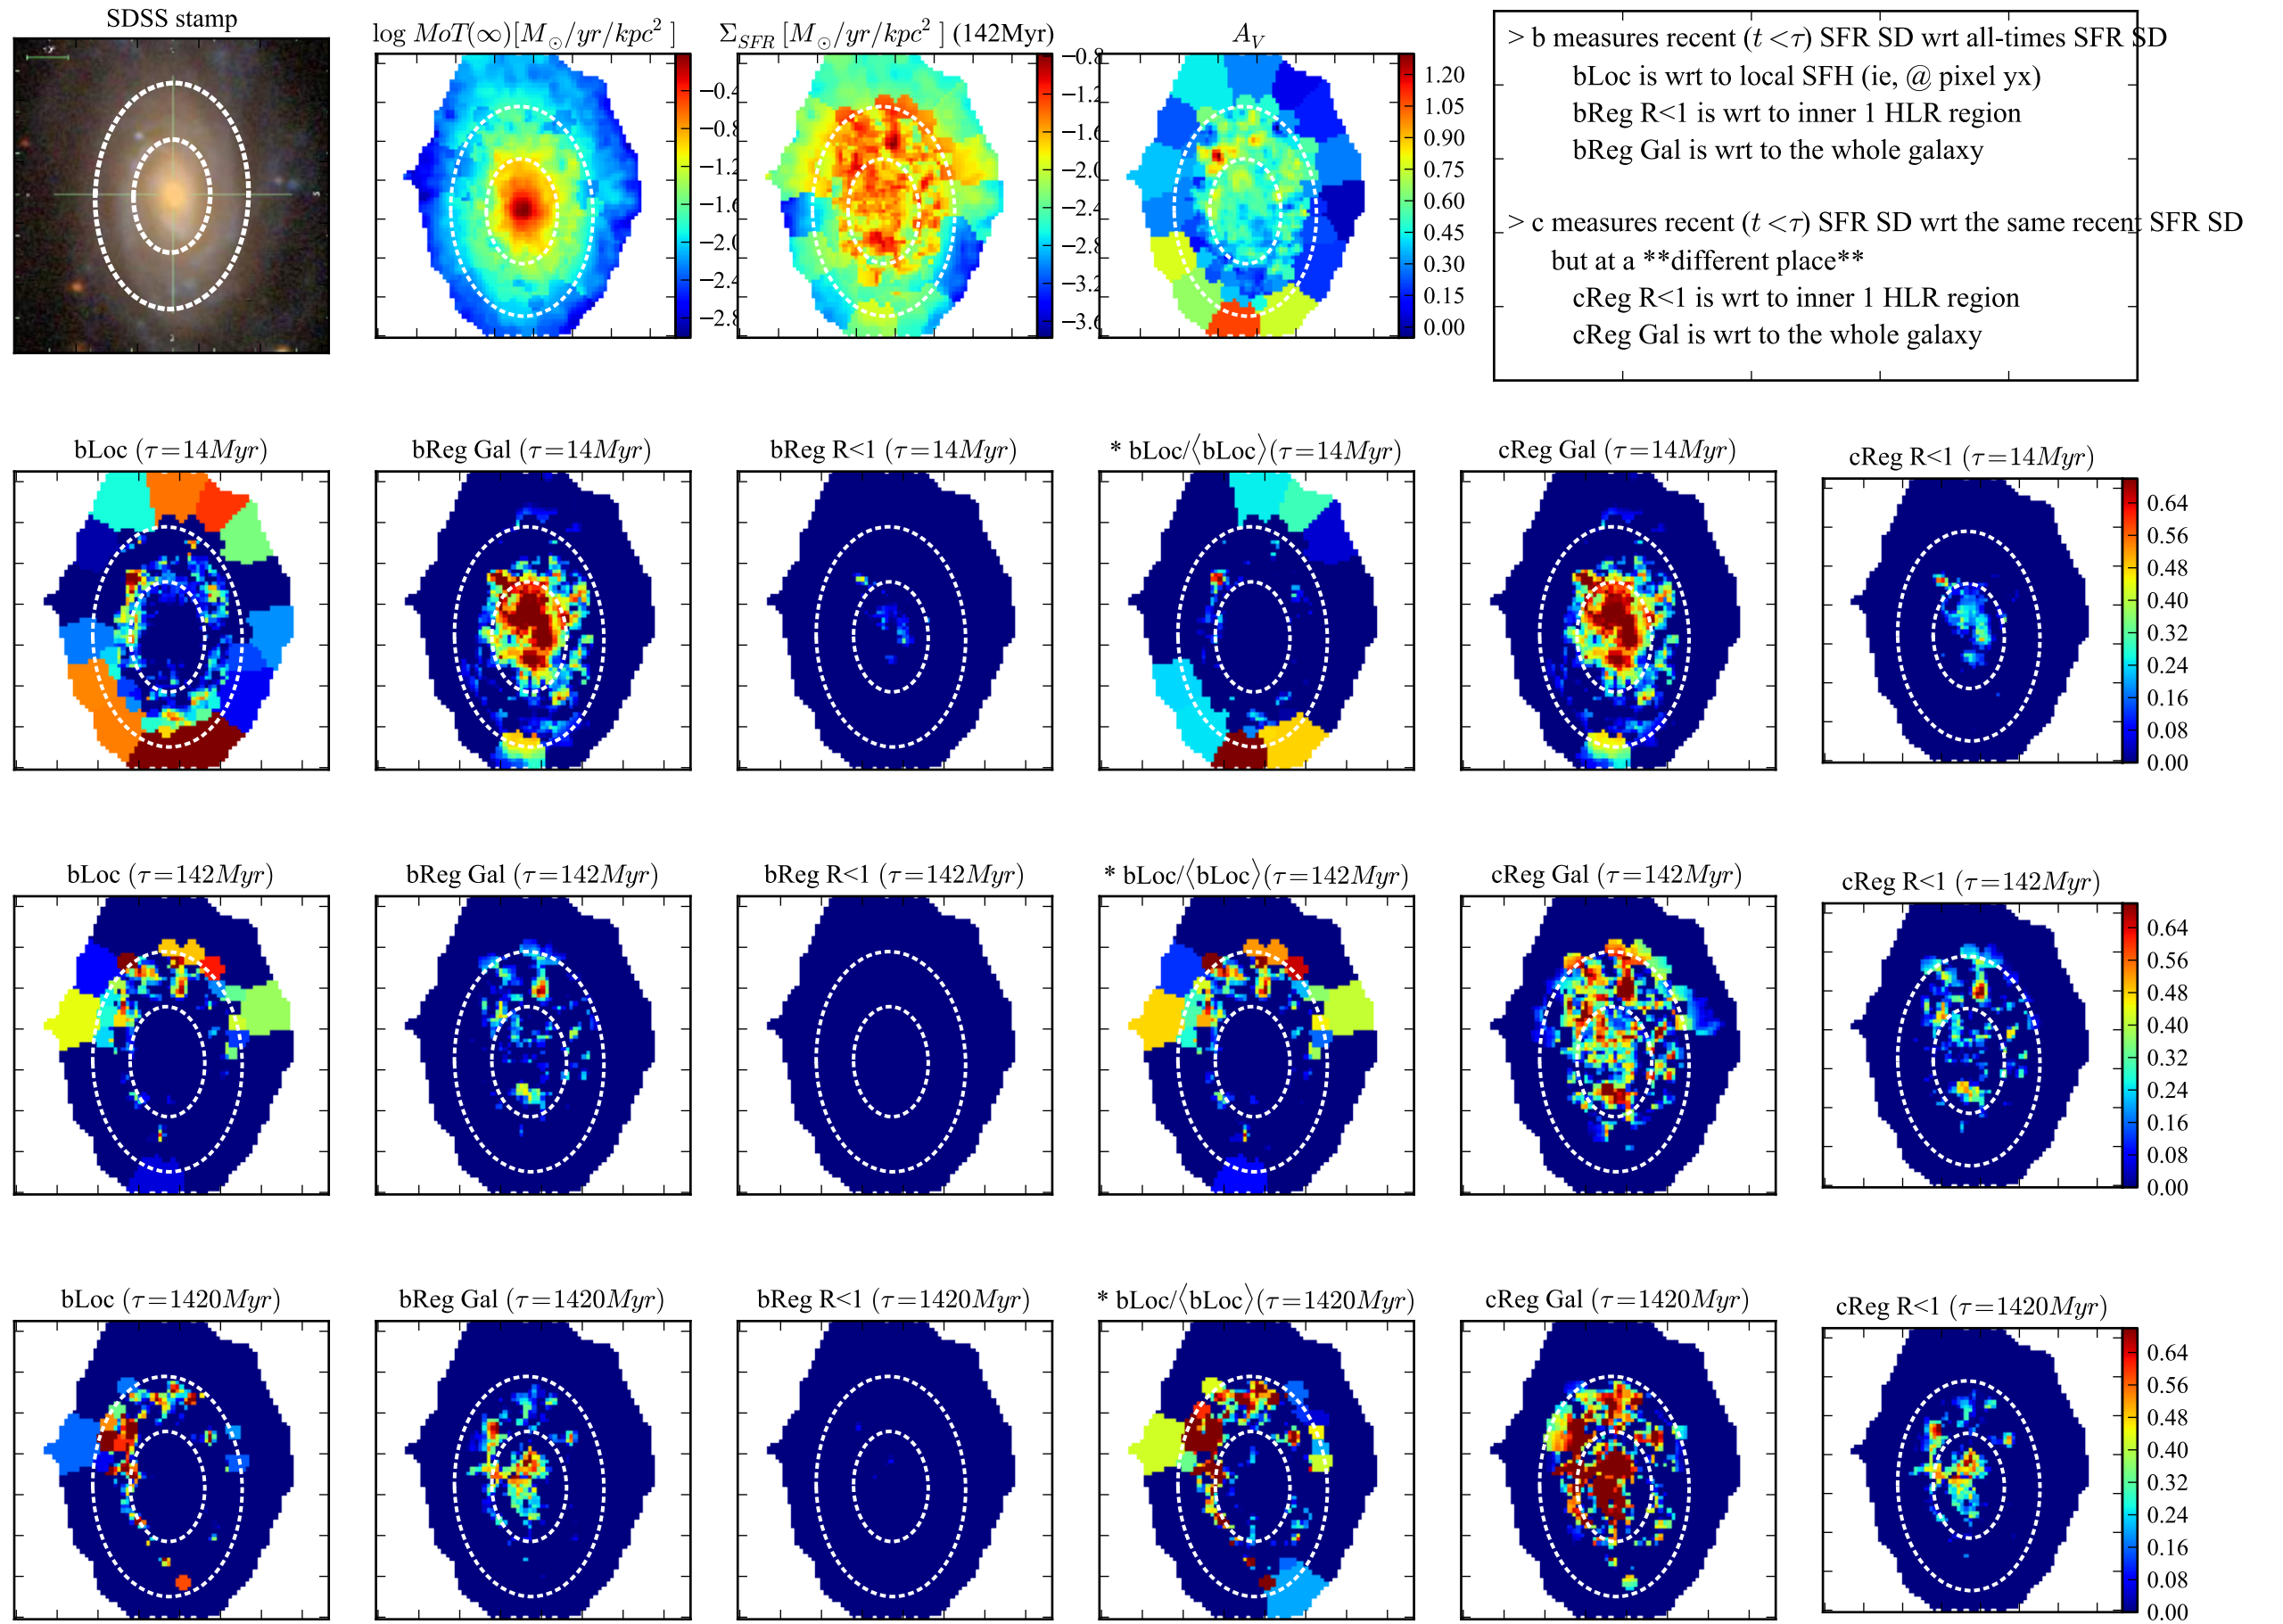 SDSS stamp
log MoT(∞)[M⊙/yr/kpc²]
Σ_SFR [M⊙/yr/kpc²] (142Myr)
A_V
−0.4
−0.8
−1.2
−1.6
−2.0
−2.4
−2.8
−0.8
−1.2
−1.6
−2.0
−2.4
−2.8
−3.2
−3.6
1.20
1.05
0.90
0.75
0.60
0.45
0.30
0.15
0.00
> b measures recent (t <τ) SFR SD wrt all-times SFR SD
bLoc is wrt to local SFH (ie, @ pixel yx)
bReg R<1 is wrt to inner 1 HLR region
bReg Gal is wrt to the whole galaxy
> c measures recent (t <τ) SFR SD wrt the same recent SFR SD
but at a **different place**
cReg R<1 is wrt to inner 1 HLR region
cReg Gal is wrt to the whole galaxy
bLoc (τ=14Myr)
bReg Gal (τ=14Myr)
bReg R<1 (τ=14Myr)
* bLoc/⟨bLoc⟩(τ=14Myr)
cReg Gal (τ=14Myr)
cReg R<1 (τ=14Myr)
0.64
0.56
0.48
0.40
0.32
0.24
0.16
0.08
0.00
bLoc (τ=142Myr)
bReg Gal (τ=142Myr)
bReg R<1 (τ=142Myr)
* bLoc/⟨bLoc⟩(τ=142Myr)
cReg Gal (τ=142Myr)
cReg R<1 (τ=142Myr)
0.64
0.56
0.48
0.40
0.32
0.24
0.16
0.08
0.00
bLoc (τ=1420Myr)
bReg Gal (τ=1420Myr)
bReg R<1 (τ=1420Myr)
* bLoc/⟨bLoc⟩(τ=1420Myr)
cReg Gal (τ=1420Myr)
cReg R<1 (τ=1420Myr)
0.64
0.56
0.48
0.40
0.32
0.24
0.16
0.08
0.00